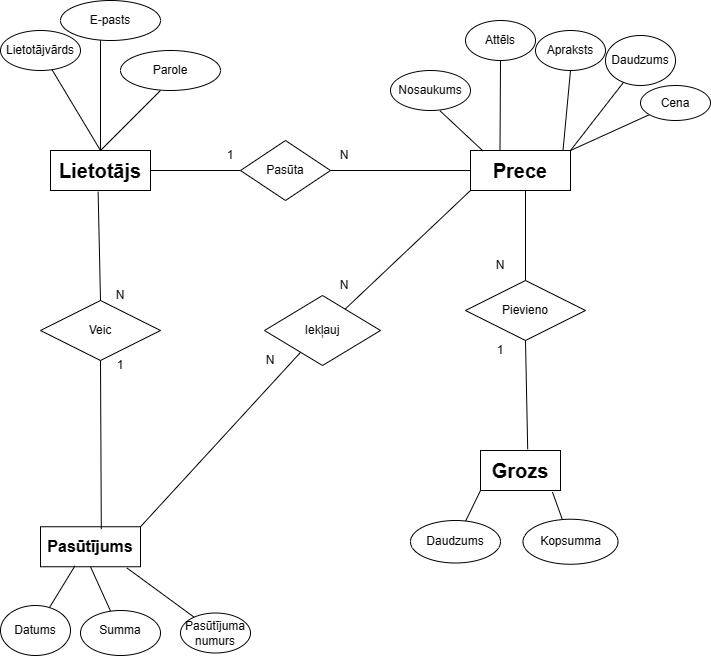 E-pasts
Lietotājvārds
Parole
Attēls
Apraksts
Daudzums
Nosaukums
Cena
Lietotājs
1
Pasūta
N
Prece
N
Veic
1
N
Iekļauj
N
N
Pievieno
1
Grozs
Daudzums
Kopsumma
Pasūtījums
Datums
Summa
Pasūtījuma
numurs